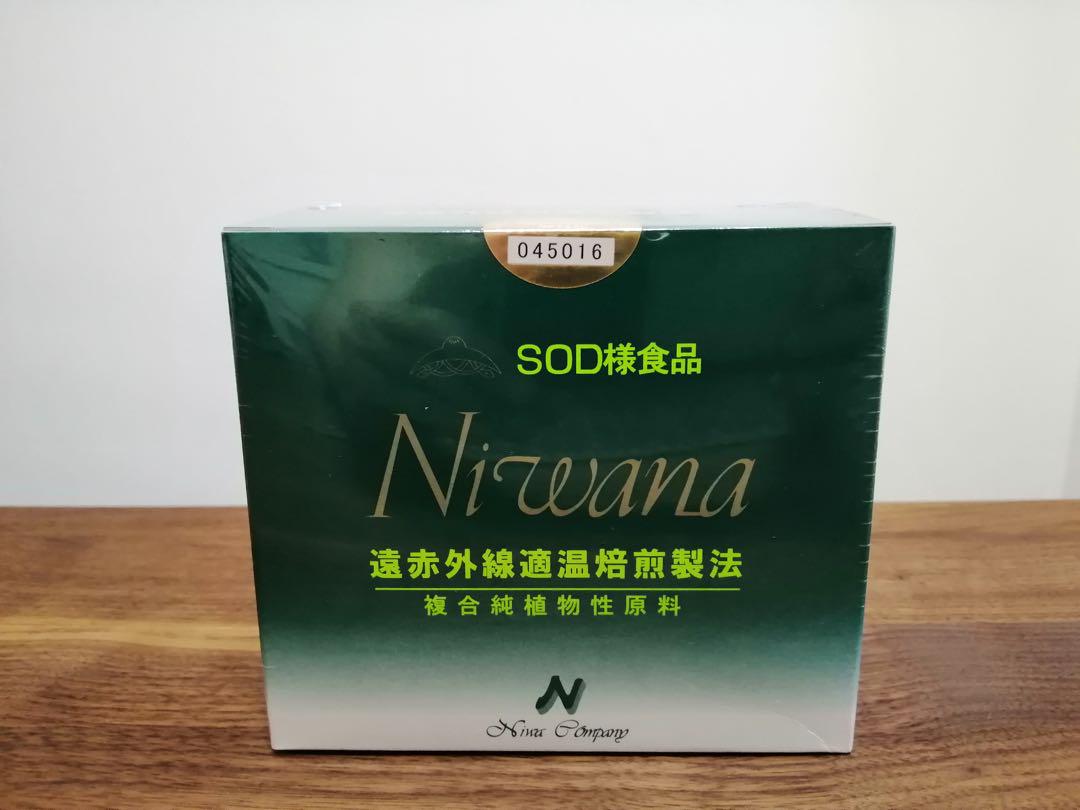 045016
SOD様食品
Niwana
遠赤外線適温焙煎製法
複合純植物性原料
N
Niwa Company